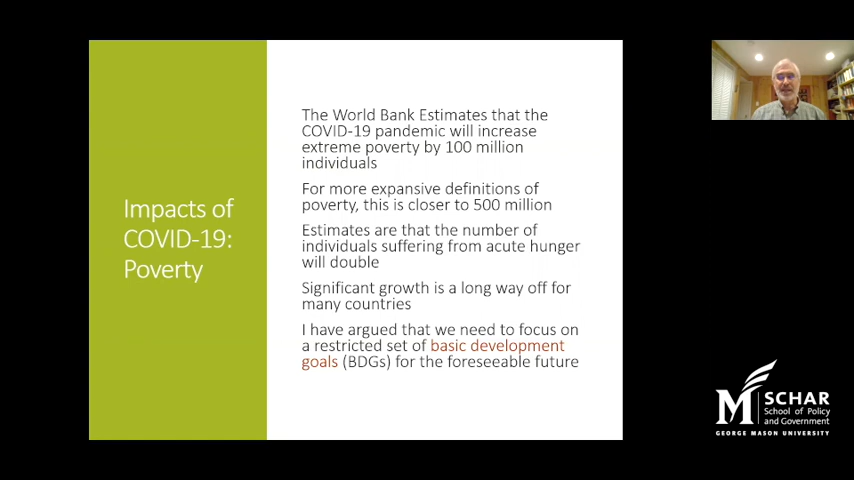 Impacts of
COVID-19:
Poverty
The World Bank Estimates that the
COVID-19 pandemic will increase
extreme poverty by 100 million
individuals
For more expansive definitions of
poverty, this is closer to 500 million
Estimates are that the number of
individuals suffering from acute hunger
will double
Significant growth is a long way off for
many countries
I have argued that we need to focus on
a restricted set of basic development
goals (BDGs) for the foreseeable future
M SCHAR
School of Policy
and Government
GEORGE MASON UNIVERSITY